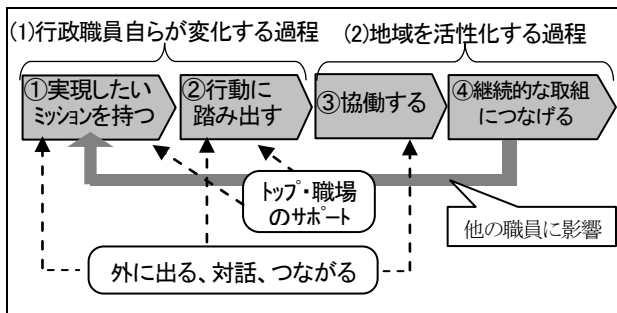 (1)行政職員自らが変化する過程
(2)地域を活性化する過程
①実現したい
ミッションを持つ
②行動に
踏み出す
③協働する
④継続的な取組
につなげる
トップ・職場
のサポート
他の職員に影響
外に出る、対話、つながる